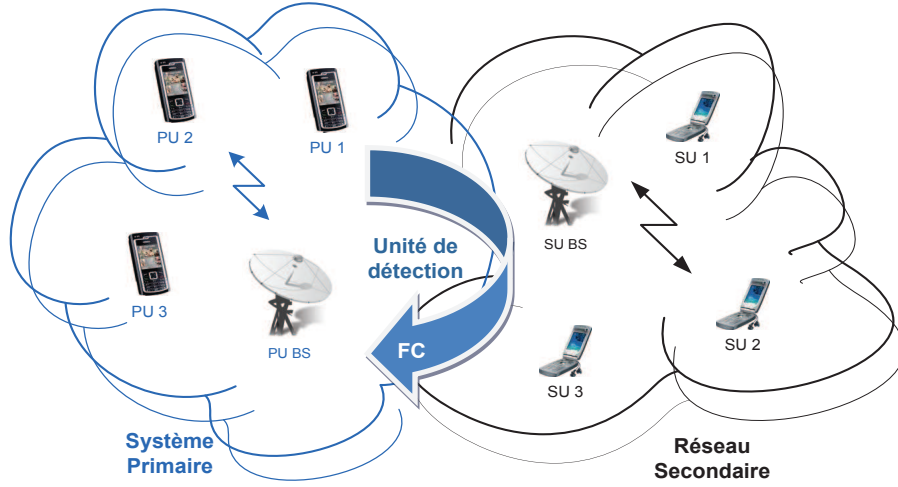 PU 2
PU 1
SU 1
Unité de
détection
SU BS
PU 3
PU BS
FC
SU 2
SU 3
Système
Primaire
Réseau
Secondaire